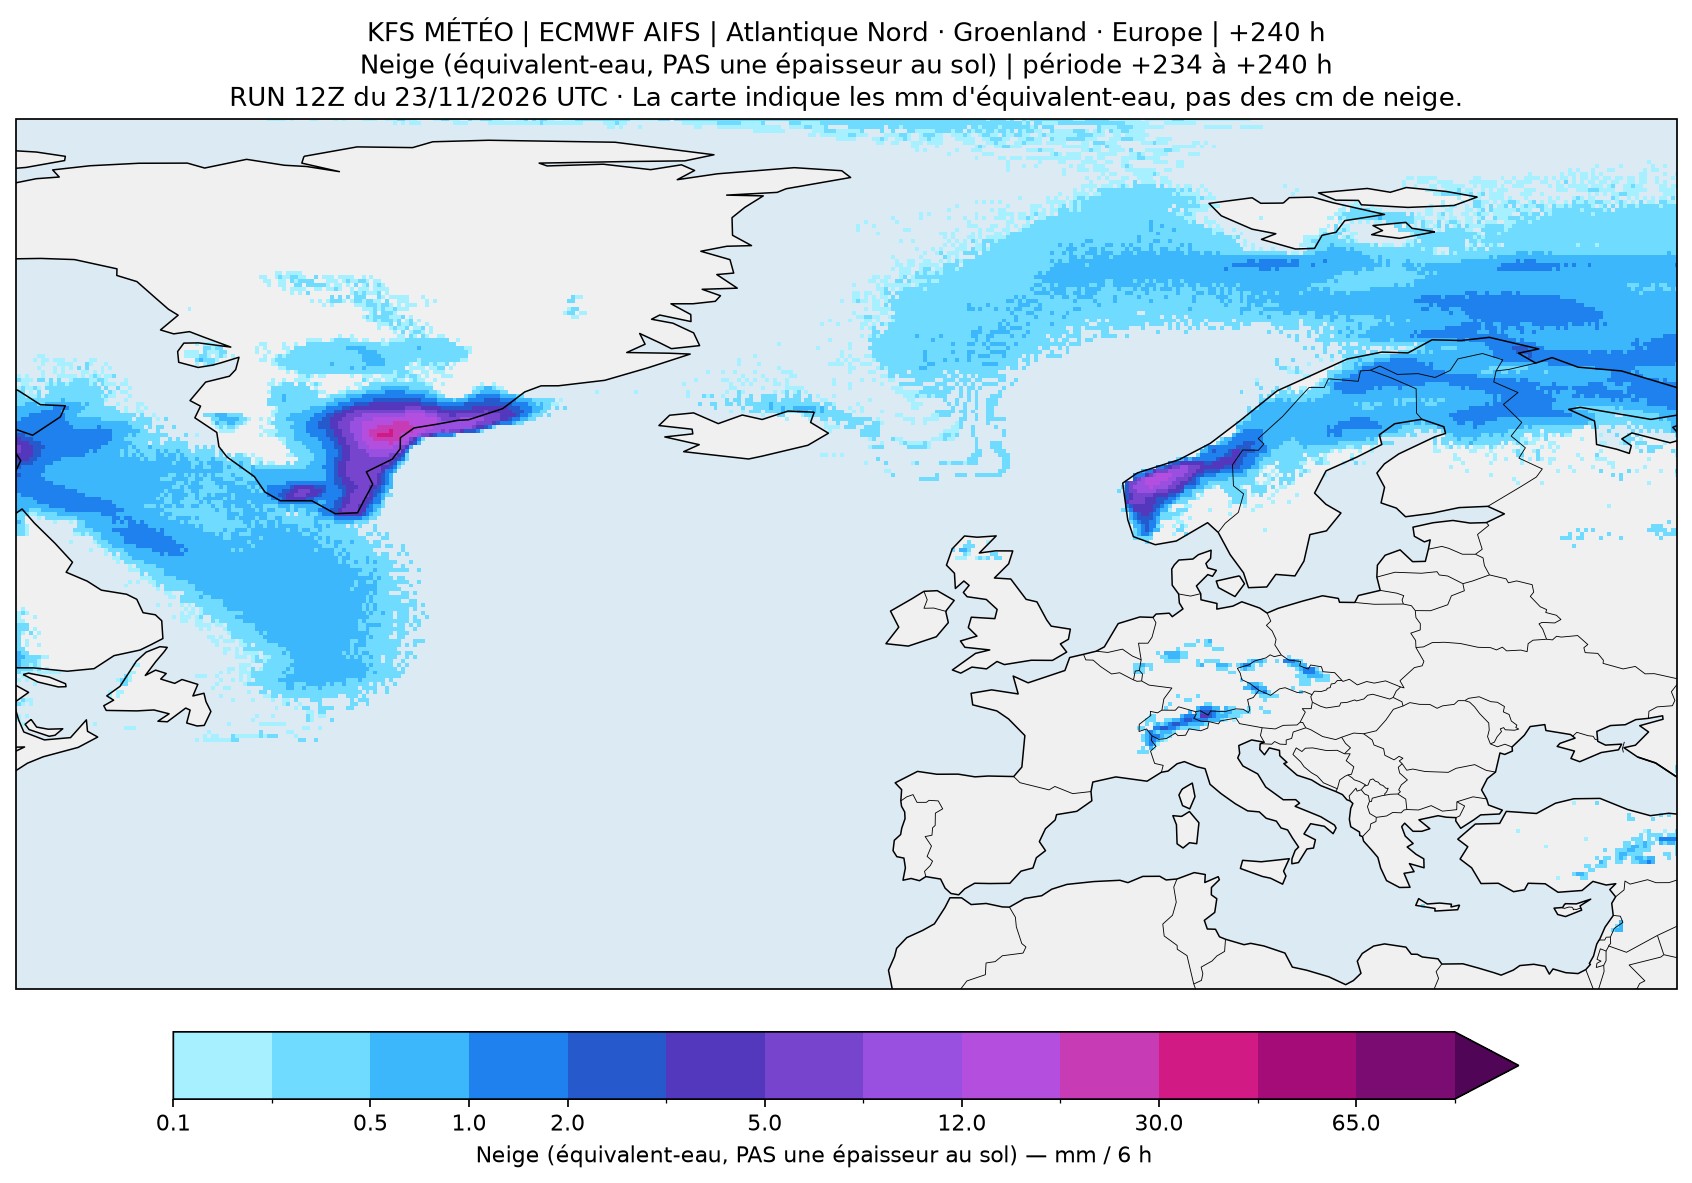 KFS MÉTÉO | ECMWF AIFS | Atlantique Nord · Groenland · Europe | +240 h
Neige (équivalent-eau, PAS une épaisseur au sol) | période +234 à +240 h
RUN 12Z du 23/11/2026 UTC · La carte indique les mm d'équivalent-eau, pas des cm de neige.
0.1 0.5 1.0 2.0 5.0 12.0 30.0 65.0
Neige (équivalent-eau, PAS une épaisseur au sol) — mm / 6 h